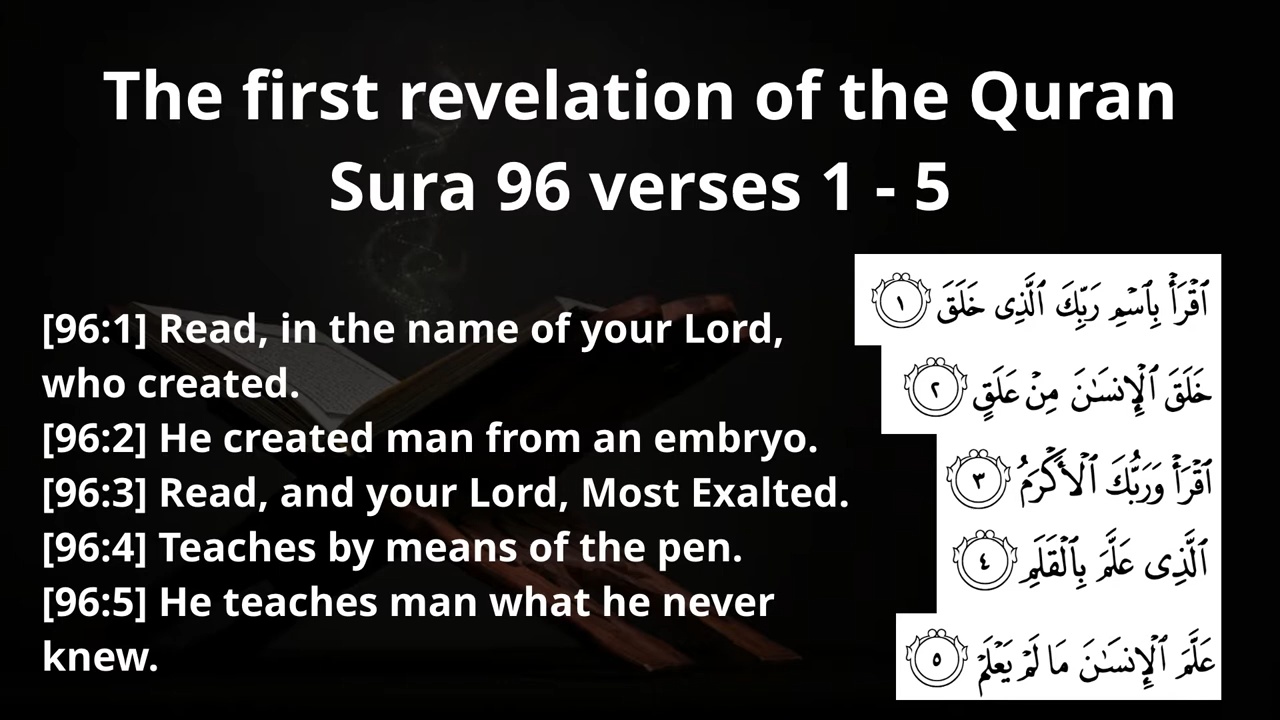 The first revelation of the Quran
Sura 96 verses 1 - 5
[96:1] Read, in the name of your Lord,
who created.
[96:2] He created man from an embryo.
[96:3] Read, and your Lord, Most Exalted.
[96:4] Teaches by means of the pen.
[96:5] He teaches man what he never
knew.
ٱقۡرَأۡ بِٱسۡمِ رَبِّكَ ٱلَّذِى خَلَقَ ١
خَلَقَ ٱلۡإِنسَـٰنَ مِنۡ عَلَقٍ ٢
ٱقۡرَأۡ وَرَبُّكَ ٱلۡأَكۡرَمُ ٣
ٱلَّذِى عَلَّمَ بِٱلۡقَلَمِ ٤
عَلَّمَ ٱلۡإِنسَـٰنَ مَا لَمۡ يَعۡلَمۡ ٥